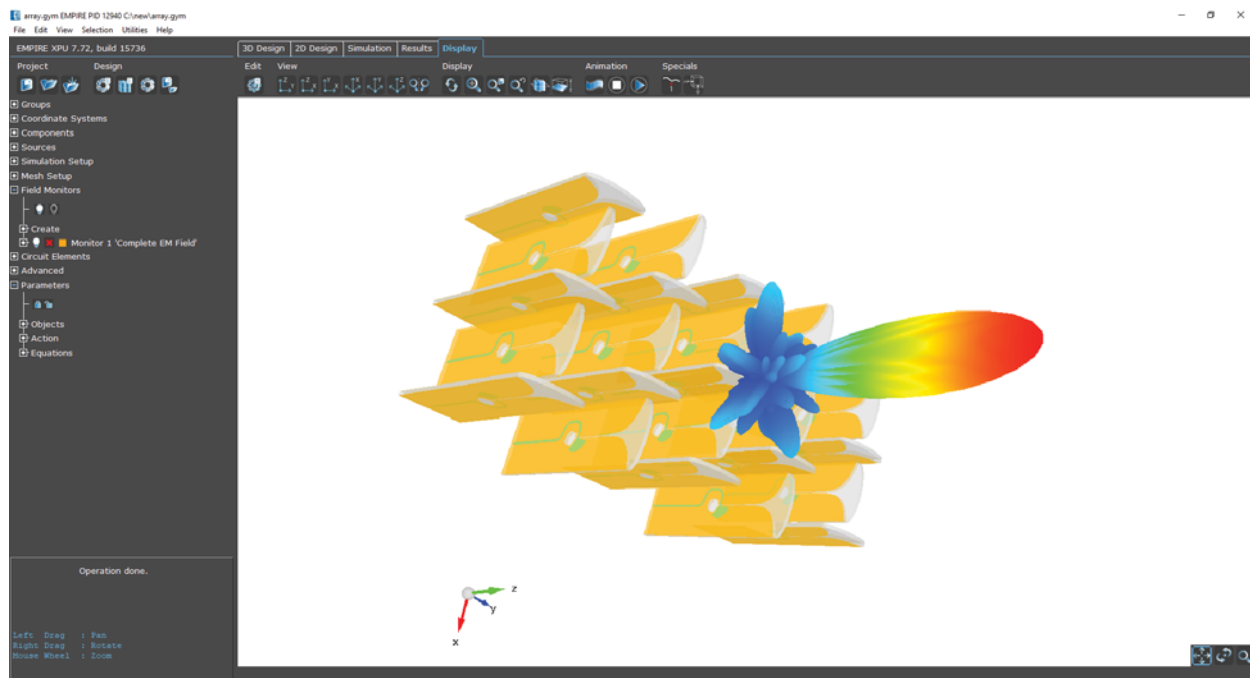 array.gym EMPIRE PID 12940 C:\new\array.gym
File Edit View Selection Utilities Help
EMPIRE XPU 7.72, build 15736
3D Design 2D Design Simulation Results Display
Project Design
Edit View Display Animation Specials
Groups
Coordinate Systems
Components
Sources
Simulation Setup
Mesh Setup
Field Monitors
Create
Monitor 1 'Complete EM Field'
Circuit Elements
Advanced
Parameters
Objects
Action
Equations
Operation done.
Left Drag : Pan
Right Drag : Rotate
Mouse Wheel : Zoom
z
y
x